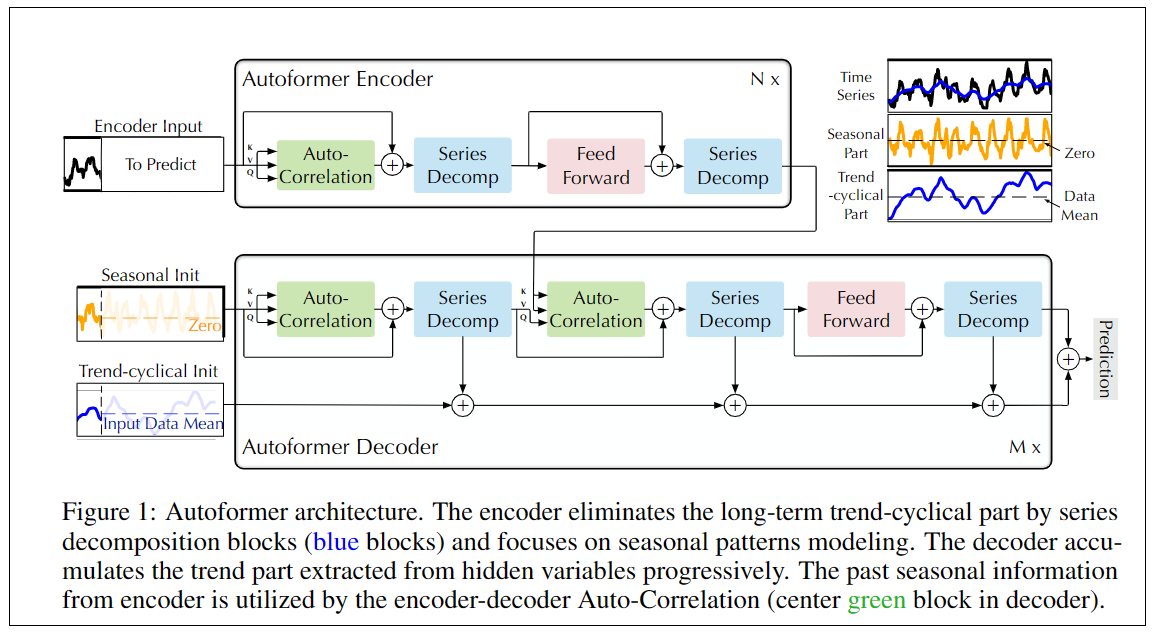 Autoformer Encoder
N x
Encoder Input
To Predict
K
V
Q
Auto-
Correlation
+
Series
Decomp
Feed
Forward
+
Series
Decomp
Time
Series
Seasonal
Part
Zero
Trend
-cyclical
Part
Data
Mean
Seasonal Init
Zero
K
V
Q
Auto-
Correlation
+
Series
Decomp
K
V
Q
Auto-
Correlation
+
Series
Decomp
Feed
Forward
+
Series
Decomp
+
Prediction
Trend-cyclical Init
Input Data Mean
+
+
+
Autoformer Decoder
M x
Figure 1: Autoformer architecture. The encoder eliminates the long-term trend-cyclical part by series
decomposition blocks (blue blocks) and focuses on seasonal patterns modeling. The decoder accu-
mulates the trend part extracted from hidden variables progressively. The past seasonal information
from encoder is utilized by the encoder-decoder Auto-Correlation (center green block in decoder).